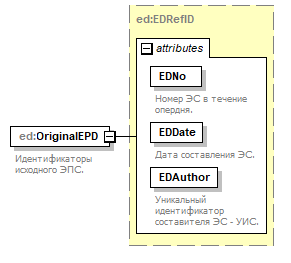 ed:EDRefID
attributes
EDNo
Номер ЭС в течение
опердня.
ed:OriginalEPD
Идентификаторы
исходного ЭПС.
EDDate
Дата составления ЭС.
EDAuthor
Уникальный
идентификатор
составителя ЭС - УИС.